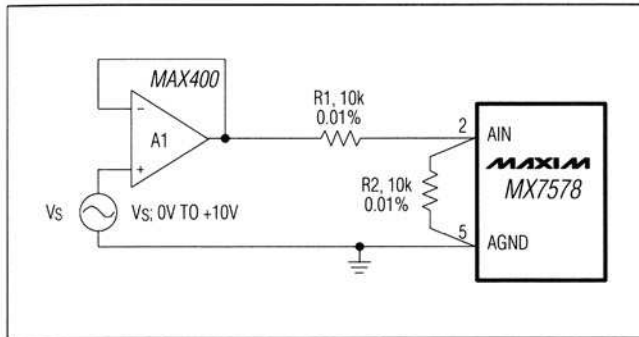 MAX400
−
A1
+
R1, 10k
0.01%
2
AIN
MAXIM
MX7578
R2, 10k
0.01%
VS
VS; 0V TO +10V
5
AGND